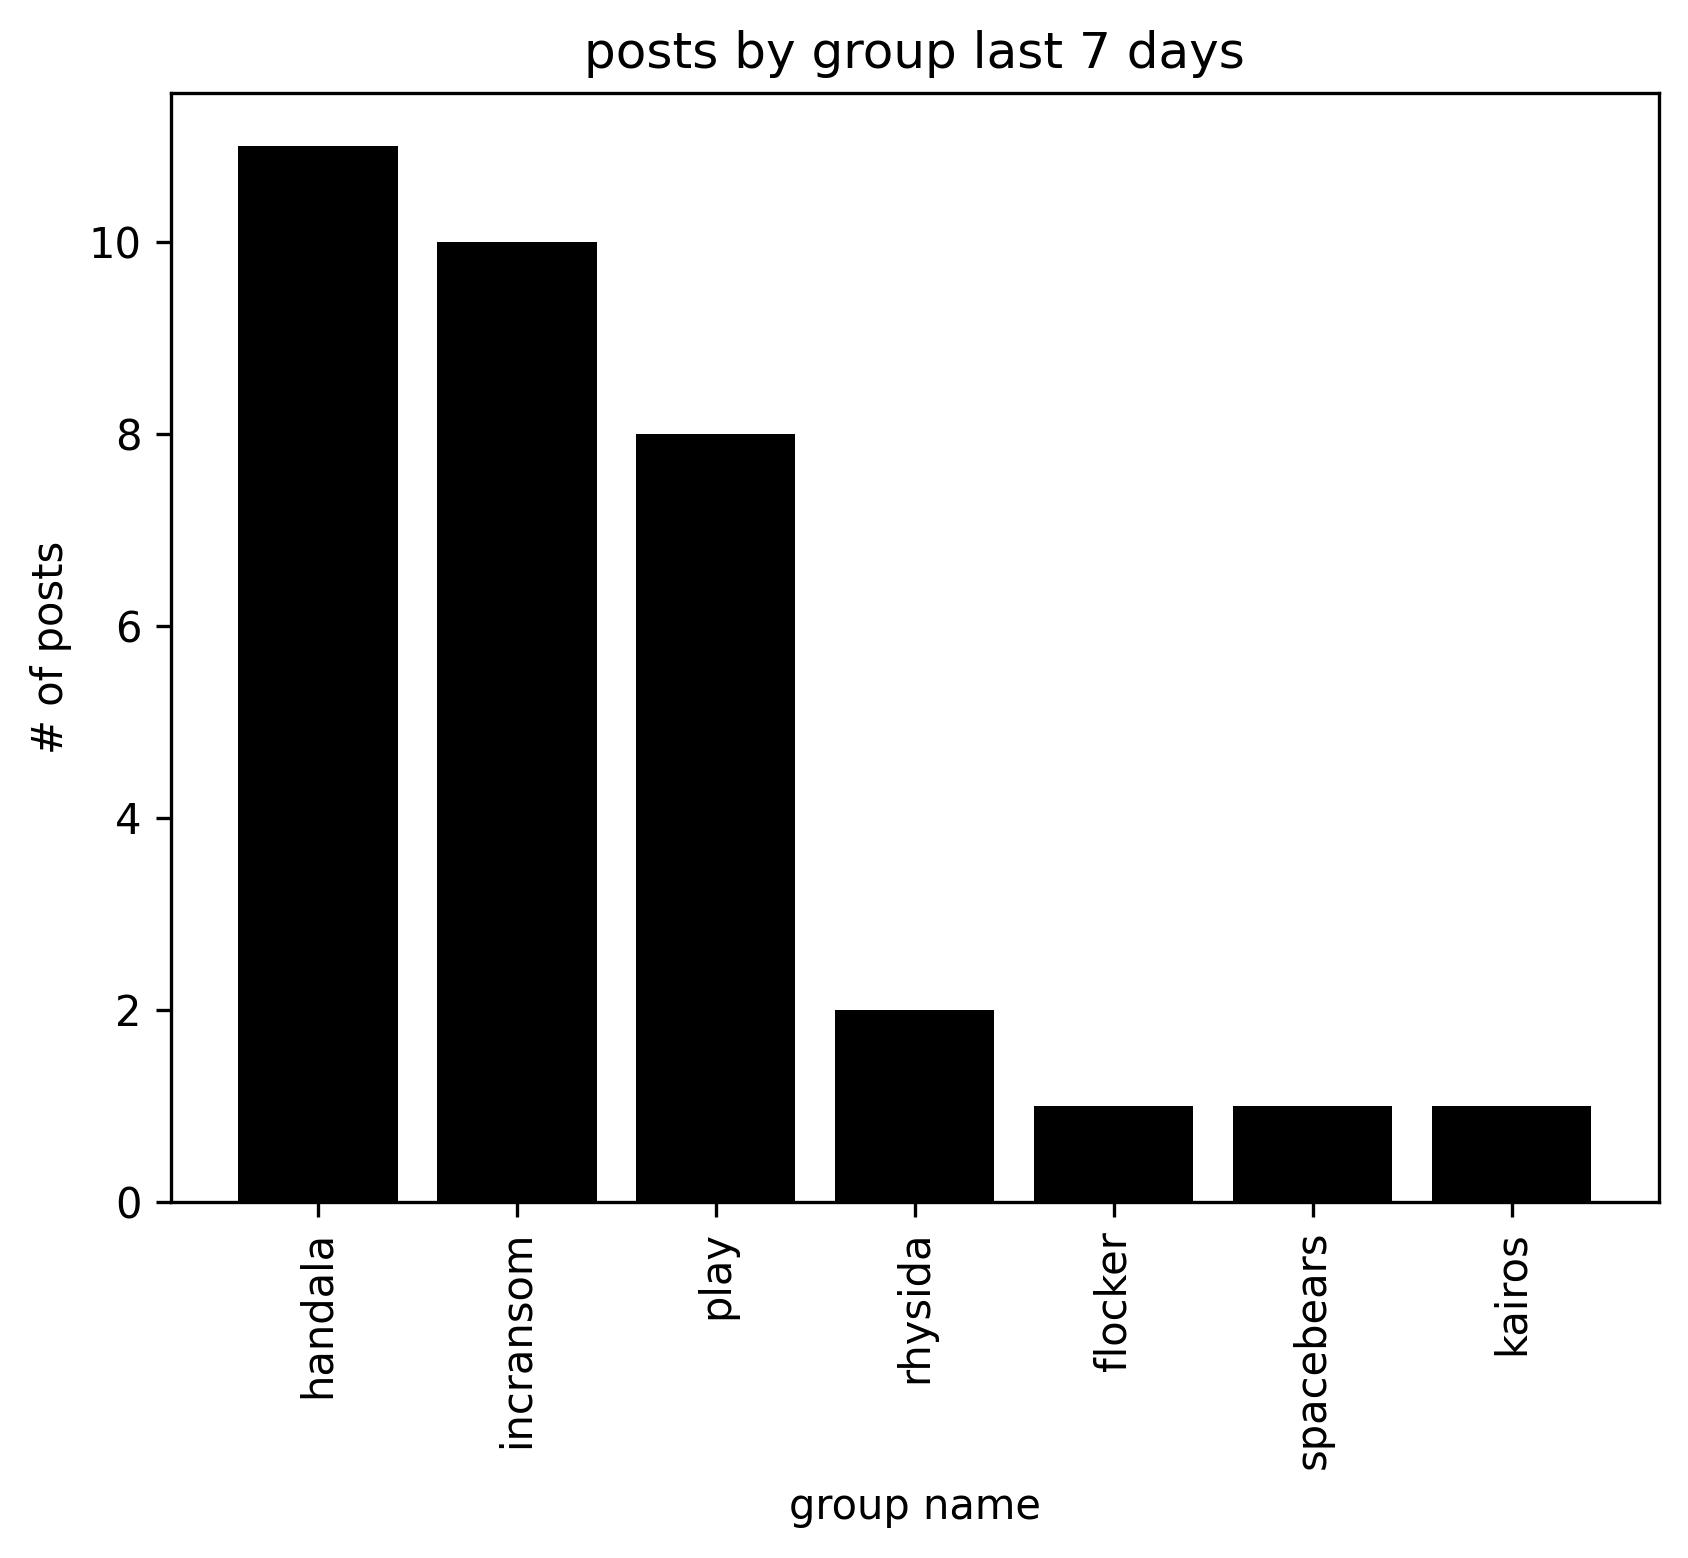 posts by group last 7 days
# of posts
10
8
6
4
2
0
handala
incransom
play
rhysida
flocker
spacebears
kairos
group name